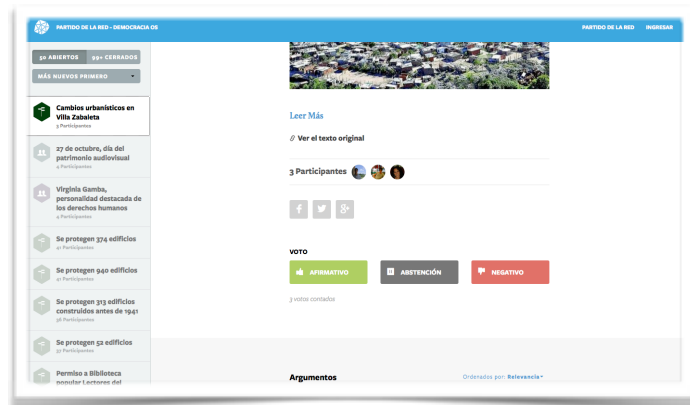 PARTIDO DE LA RED - DEMOCRACIA OS
PARTIDO DE LA RED
INGRESAR
50 ABIERTOS
99+ CERRADOS
MÁS NUEVOS PRIMERO
Cambios urbanísticos en
Villa Zabaleta
3 Participantes
27 de octubre, día del
patrimonio audiovisual
4 Participantes
Virginia Gamba,
personalidad destacada de
los derechos humanos
4 Participantes
Se protegen 374 edificios
41 Participantes
Se protegen 940 edificios
37 Participantes
Se protegen 313 edificios
construidos antes de 1941
36 Participantes
Se protegen 52 edificios
37 Participantes
Permiso a Biblioteca
popular Lectores del
Leer Más
Ver el texto original
3 Participantes
VOTO
AFIRMATIVO
ABSTENCIÓN
NEGATIVO
3 votos contados
Argumentos
Ordenados por: Relevancia